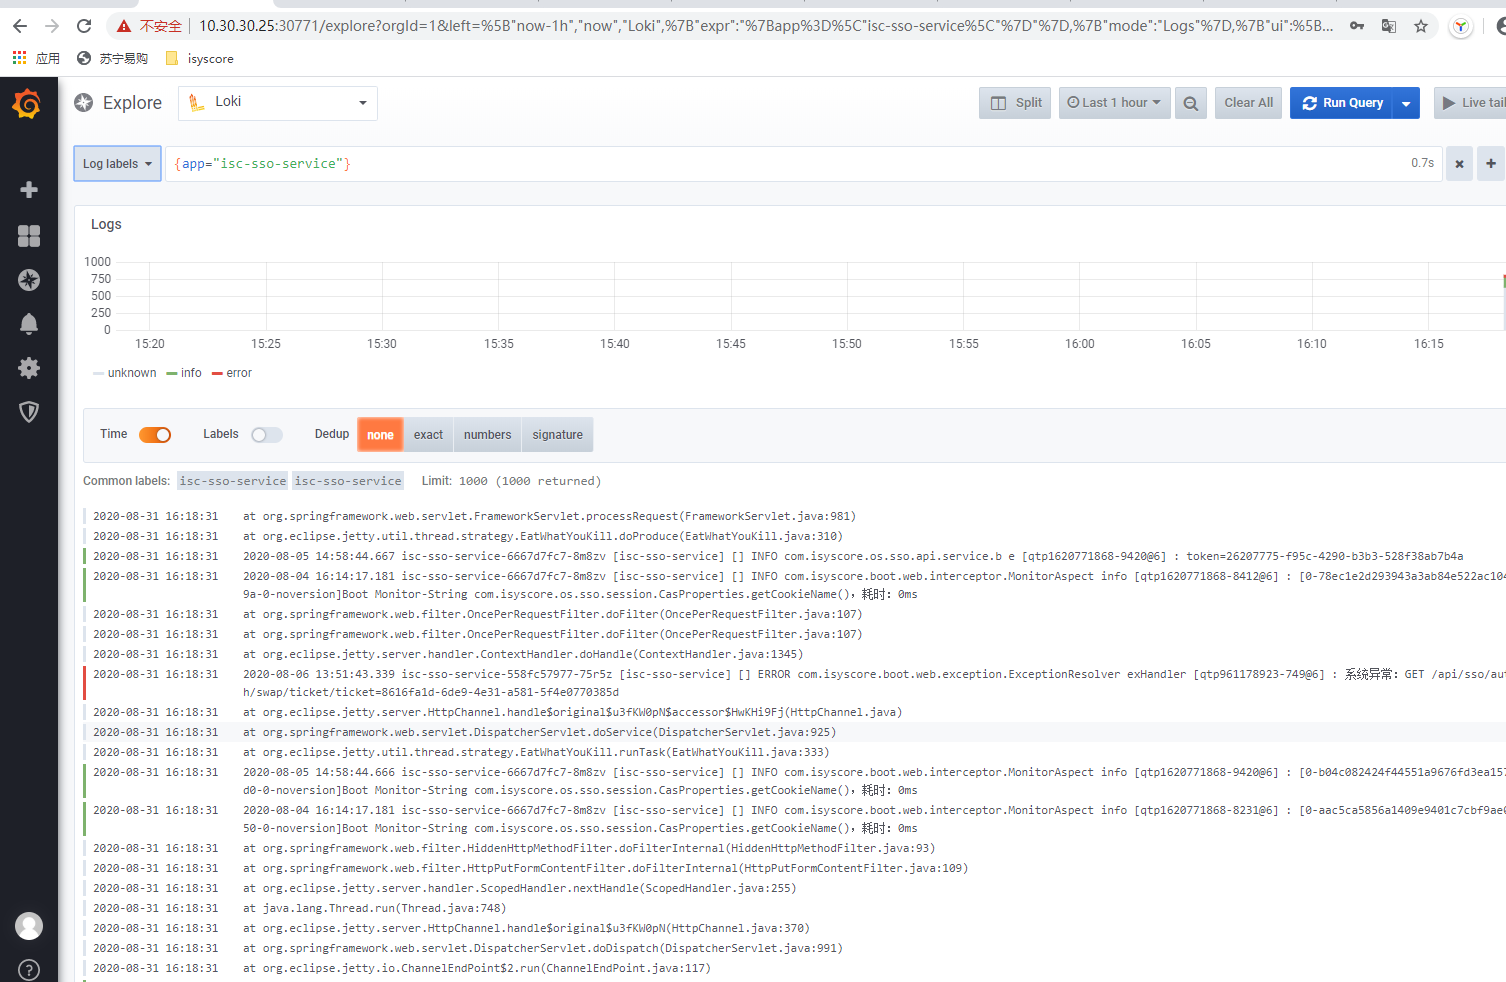 不安全 10.30.30.25:30771/explore?orgId=1&left=%5B"now-1h","now","Loki",%7B"expr":"%7Bapp%3D%5C"isc-sso-service%5C"%7D"%7D,%7B"mode":"Logs"%7D,%7B"ui":%5B...
应用 苏宁易购 isyscore
Explore Loki Split Last 1 hour Clear All Run Query Live tail
Log labels {app="isc-sso-service"} 0.7s
Logs
1000
750
500
250
0
15:20 15:25 15:30 15:35 15:40 15:45 15:50 15:55 16:00 16:05 16:10 16:15
unknown info error
Time Labels Dedup none exact numbers signature
Common labels: isc-sso-service isc-sso-service Limit: 1000 (1000 returned)
2020-08-31 16:18:31 at org.springframework.web.servlet.FrameworkServlet.processRequest(FrameworkServlet.java:981)
2020-08-31 16:18:31 at org.eclipse.jetty.util.thread.strategy.EatWhatYouKill.doProduce(EatWhatYouKill.java:310)
2020-08-31 16:18:31 2020-08-05 14:58:44.667 isc-sso-service-6667d7fc7-8m8zv [isc-sso-service] [] INFO com.isyscore.os.sso.api.service.b e [qtp1620771868-9420@6] : token=26207775-f95c-4290-b3b3-528f38ab7b4a
2020-08-31 16:18:31 2020-08-04 16:14:17.181 isc-sso-service-6667d7fc7-8m8zv [isc-sso-service] [] INFO com.isyscore.boot.web.interceptor.MonitorAspect info [qtp1620771868-8412@6] : [0-78ec1e2d293943a3ab84e522ac104
9a-0-noversion]Boot Monitor-String com.isyscore.os.sso.session.CasProperties.getCookieName()，耗时：0ms
2020-08-31 16:18:31 at org.springframework.web.filter.OncePerRequestFilter.doFilter(OncePerRequestFilter.java:107)
2020-08-31 16:18:31 at org.springframework.web.filter.OncePerRequestFilter.doFilter(OncePerRequestFilter.java:107)
2020-08-31 16:18:31 at org.eclipse.jetty.server.handler.ContextHandler.doHandle(ContextHandler.java:1345)
2020-08-31 16:18:31 2020-08-06 13:51:43.339 isc-sso-service-558fc57977-75r5z [isc-sso-service] [] ERROR com.isyscore.boot.web.exception.ExceptionResolver exHandler [qtp961178923-749@6] : 系统异常：GET /api/sso/aut
h/swap/ticket/ticket=8616fa1d-6de9-4e31-a581-5f4e0770385d
2020-08-31 16:18:31 at org.eclipse.jetty.server.HttpChannel.handle$original$u3fKW0pN$accessor$HwKHi9Fj(HttpChannel.java)
2020-08-31 16:18:31 at org.springframework.web.servlet.DispatcherServlet.doService(DispatcherServlet.java:925)
2020-08-31 16:18:31 at org.eclipse.jetty.util.thread.strategy.EatWhatYouKill.runTask(EatWhatYouKill.java:333)
2020-08-31 16:18:31 2020-08-05 14:58:44.666 isc-sso-service-6667d7fc7-8m8zv [isc-sso-service] [] INFO com.isyscore.boot.web.interceptor.MonitorAspect info [qtp1620771868-9420@6] : [0-b04c082424f44551a9676fd3ea157
d0-0-noversion]Boot Monitor-String com.isyscore.os.sso.session.CasProperties.getCookieName()，耗时：0ms
2020-08-31 16:18:31 2020-08-04 16:14:17.181 isc-sso-service-6667d7fc7-8m8zv [isc-sso-service] [] INFO com.isyscore.boot.web.interceptor.MonitorAspect info [qtp1620771868-8231@6] : [0-aac5ca5856a1409e9401c7cbf9ae0
50-0-noversion]Boot Monitor-String com.isyscore.os.sso.session.CasProperties.getCookieName()，耗时：0ms
2020-08-31 16:18:31 at org.springframework.web.filter.HiddenHttpMethodFilter.doFilterInternal(HiddenHttpMethodFilter.java:93)
2020-08-31 16:18:31 at org.springframework.web.filter.HttpPutFormContentFilter.doFilterInternal(HttpPutFormContentFilter.java:109)
2020-08-31 16:18:31 at org.eclipse.jetty.server.handler.ScopedHandler.nextHandle(ScopedHandler.java:255)
2020-08-31 16:18:31 at java.lang.Thread.run(Thread.java:748)
2020-08-31 16:18:31 at org.eclipse.jetty.server.HttpChannel.handle$original$u3fKW0pN(HttpChannel.java:370)
2020-08-31 16:18:31 at org.springframework.web.servlet.DispatcherServlet.doDispatch(DispatcherServlet.java:991)
2020-08-31 16:18:31 at org.eclipse.jetty.io.ChannelEndPoint$2.run(ChannelEndPoint.java:117)